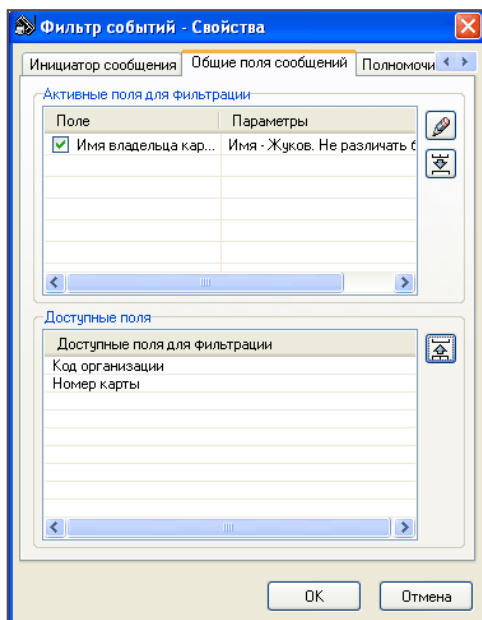 Фильтр событий - Свойства
Инициатор сообщения Общие поля сообщений Полномочи
Активные поля для фильтрации
Поле Параметры
Имя владельца кар... Имя - Жуков. Не различать б
Доступные поля
Доступные поля для фильтрации
Код организации
Номер карты
OK Отмена